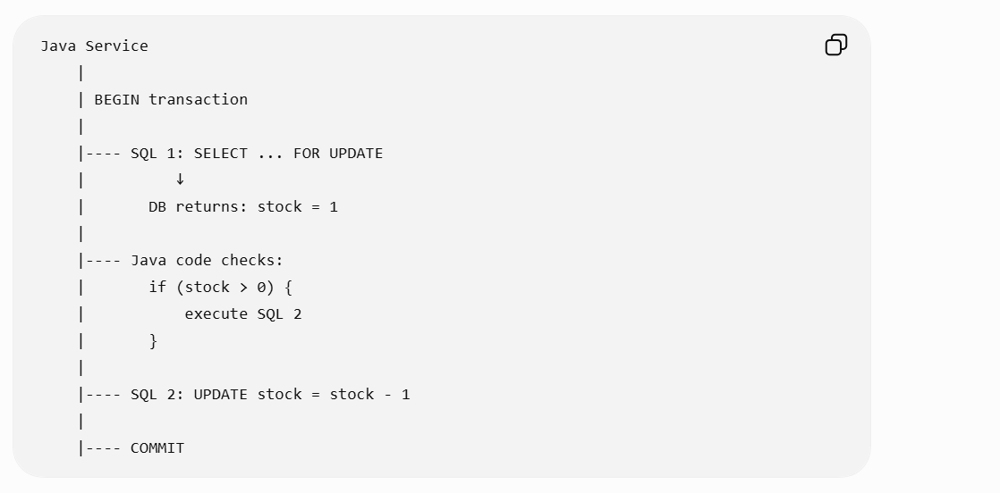 Java Service
    |
    | BEGIN transaction
    |
    |---- SQL 1: SELECT ... FOR UPDATE
    |          ↓
    |       DB returns: stock = 1
    |
    |---- Java code checks:
    |       if (stock > 0) {
    |           execute SQL 2
    |       }
    |
    |---- SQL 2: UPDATE stock = stock - 1
    |
    |---- COMMIT